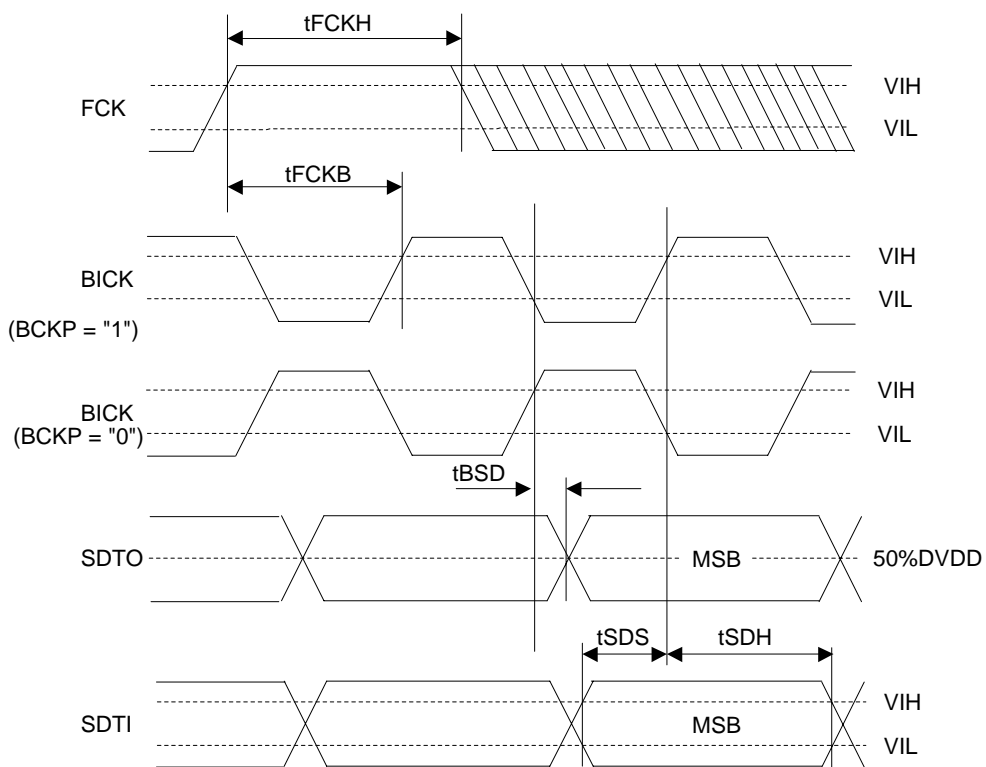 tFCKH
FCK
VIH
VIL
tFCKB
BICK
(BCKP = "1")
VIH
VIL
BICK
(BCKP = "0")
VIH
VIL
tBSD
SDTO
MSB
50%DVDD
tSDS
tSDH
SDTI
MSB
VIH
VIL